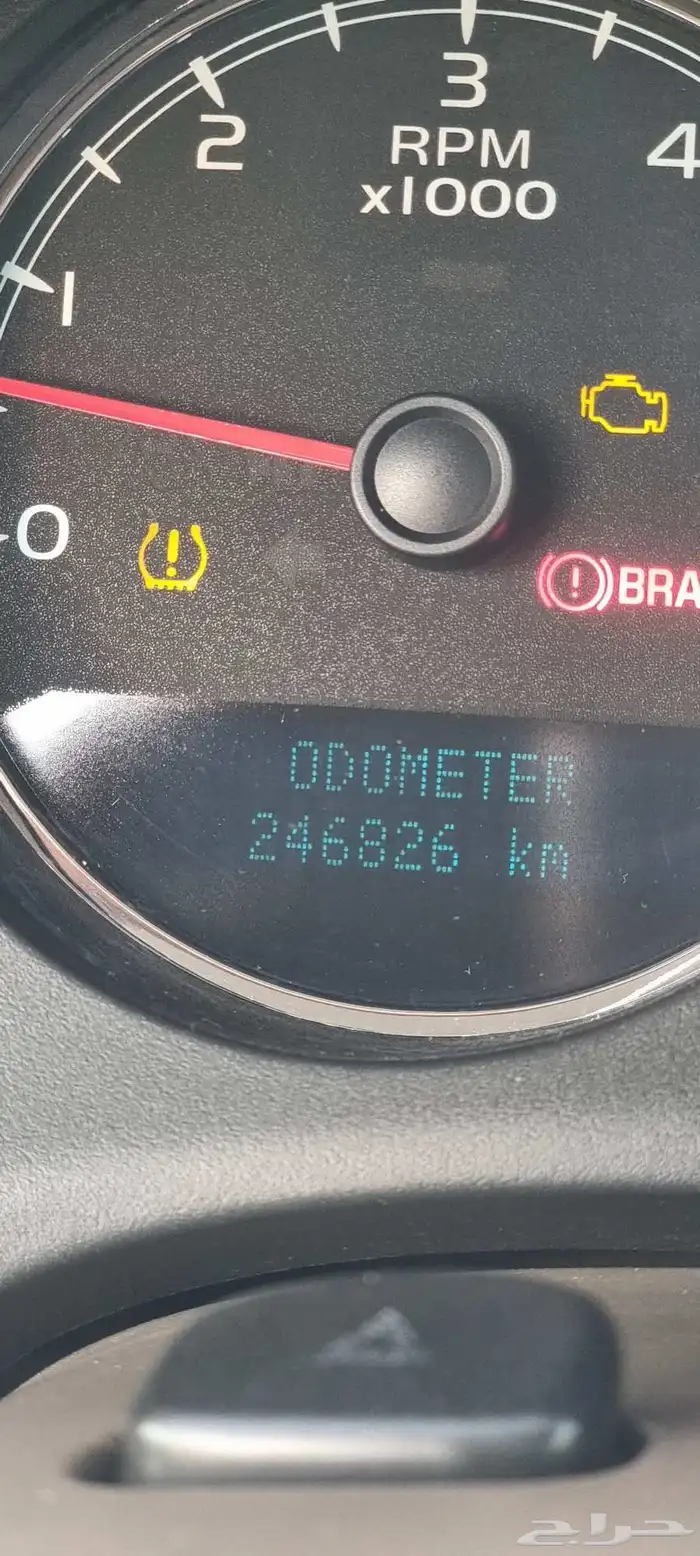 3
2
4
RPM
x1000
1
0
BRA
ODOMETER
246826 km
حراج